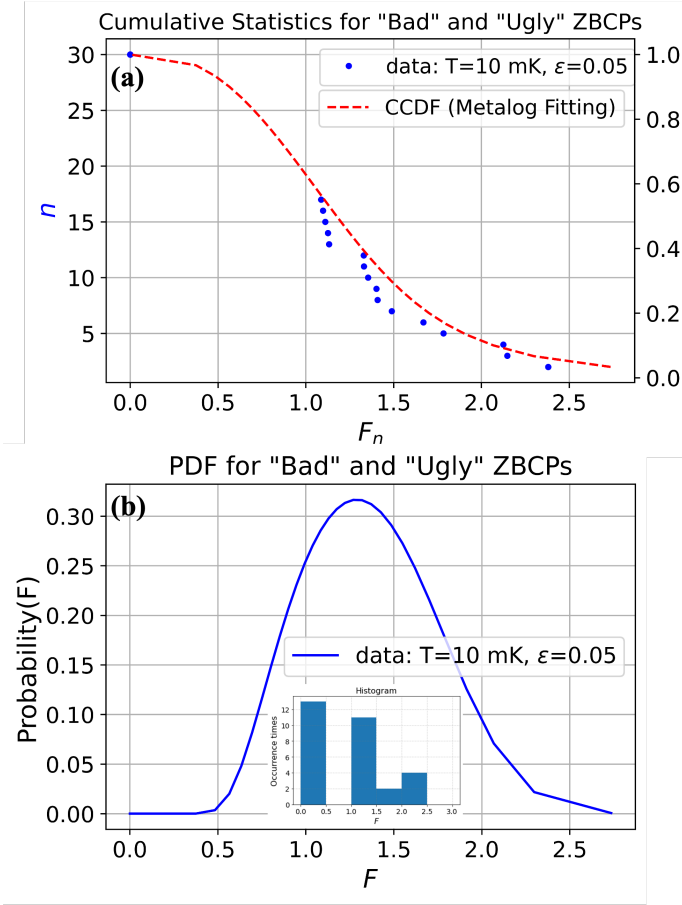 Cumulative Statistics for "Bad" and "Ugly" ZBCPs
(a)
data: T=10 mK, ε=0.05
CCDF (Metalog Fitting)
n
30
25
20
15
10
5
1.0
0.8
0.6
0.4
0.2
0.0
0.0 0.5 1.0 1.5 2.0 2.5
Fₙ
PDF for "Bad" and "Ugly" ZBCPs
(b)
Probability(F)
0.30
0.25
0.20
0.15
0.10
0.05
0.00
data: T=10 mK, ε=0.05
Histogram
Occurrence times
12
10
8
6
4
2
0
0.0 0.5 1.0 1.5 2.0 2.5 3.0
F
0.0 0.5 1.0 1.5 2.0 2.5
F